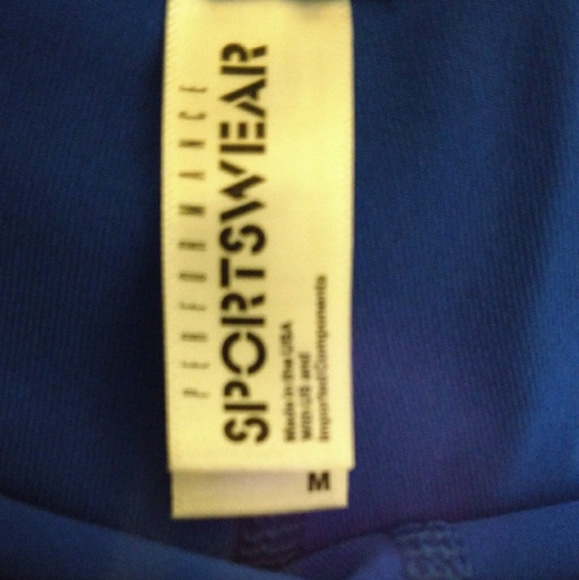 PERFORMANCE
SPORTSWEAR
Made in the USA
With US and
Imported Components
M